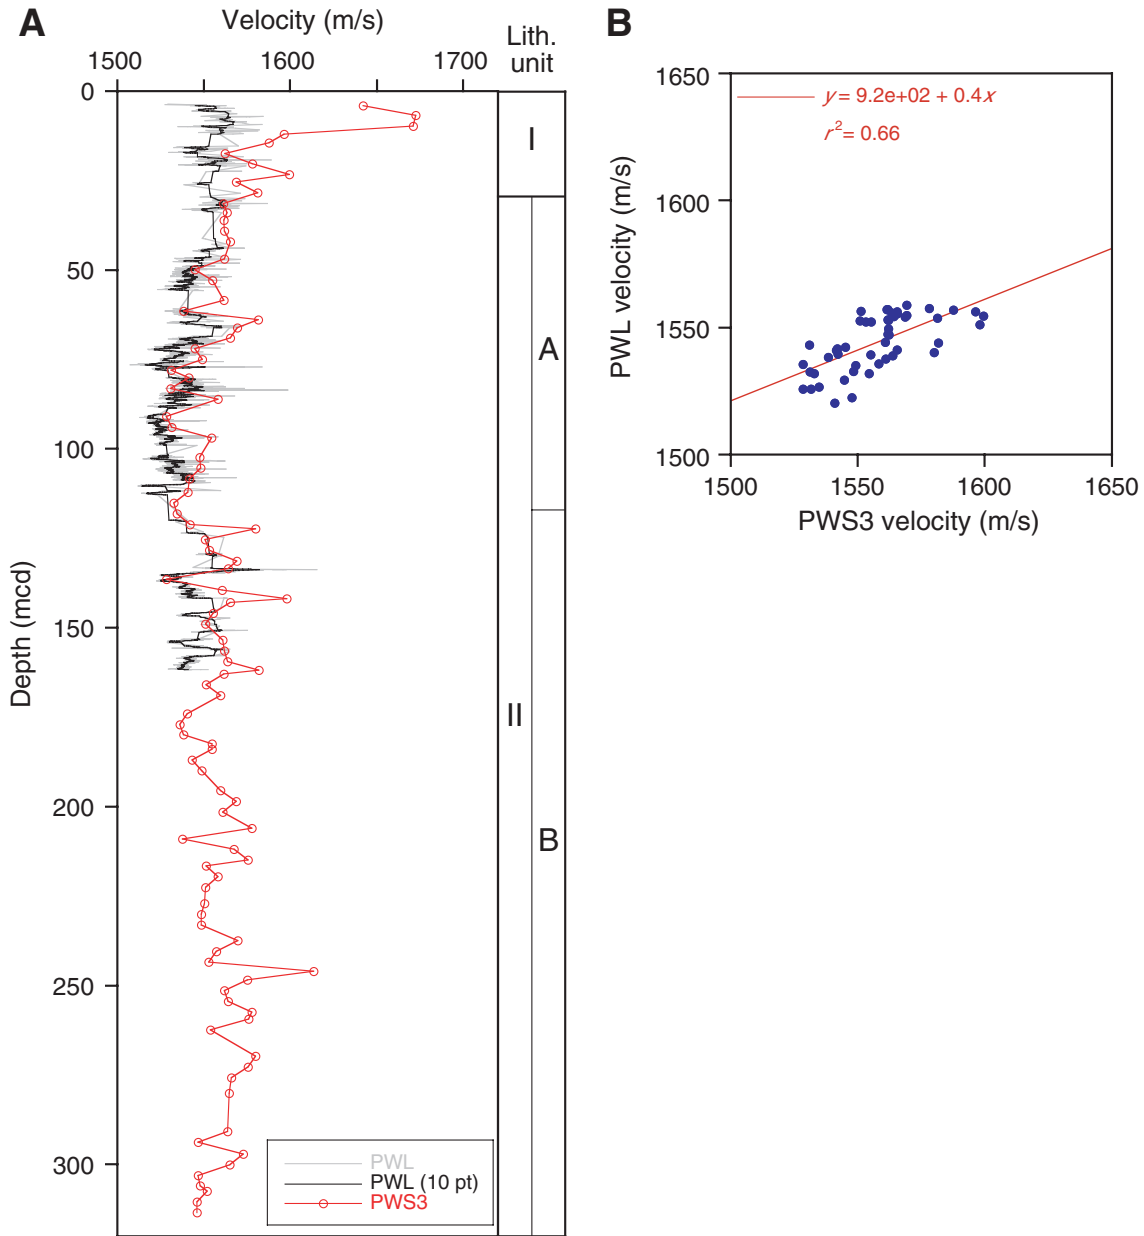 A
Velocity (m/s)
1500 1600 1700
Lith.
unit
0
50
100
150
200
250
300
Depth (mcd)
I
II
A
B
PWL
PWL (10 pt)
PWS3
B
1650
1600
1550
1500
PWL velocity (m/s)
y = 9.2e+02 + 0.4x
r² = 0.66
1500 1550 1600 1650
PWS3 velocity (m/s)